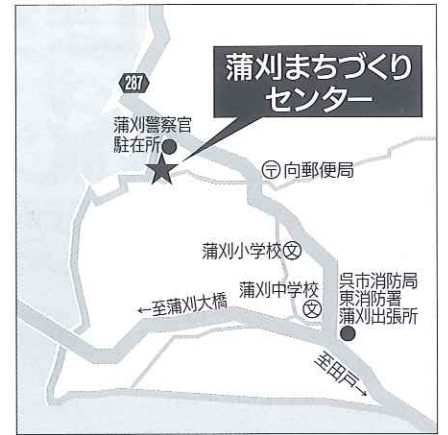 蒲刈まちづくり
センター
287
蒲刈警察官
駐在所
〒向郵便局
蒲刈小学校文
蒲刈中学校
文
←至蒲刈大橋
呉市消防局
東消防署
蒲刈出張所
至田戸→